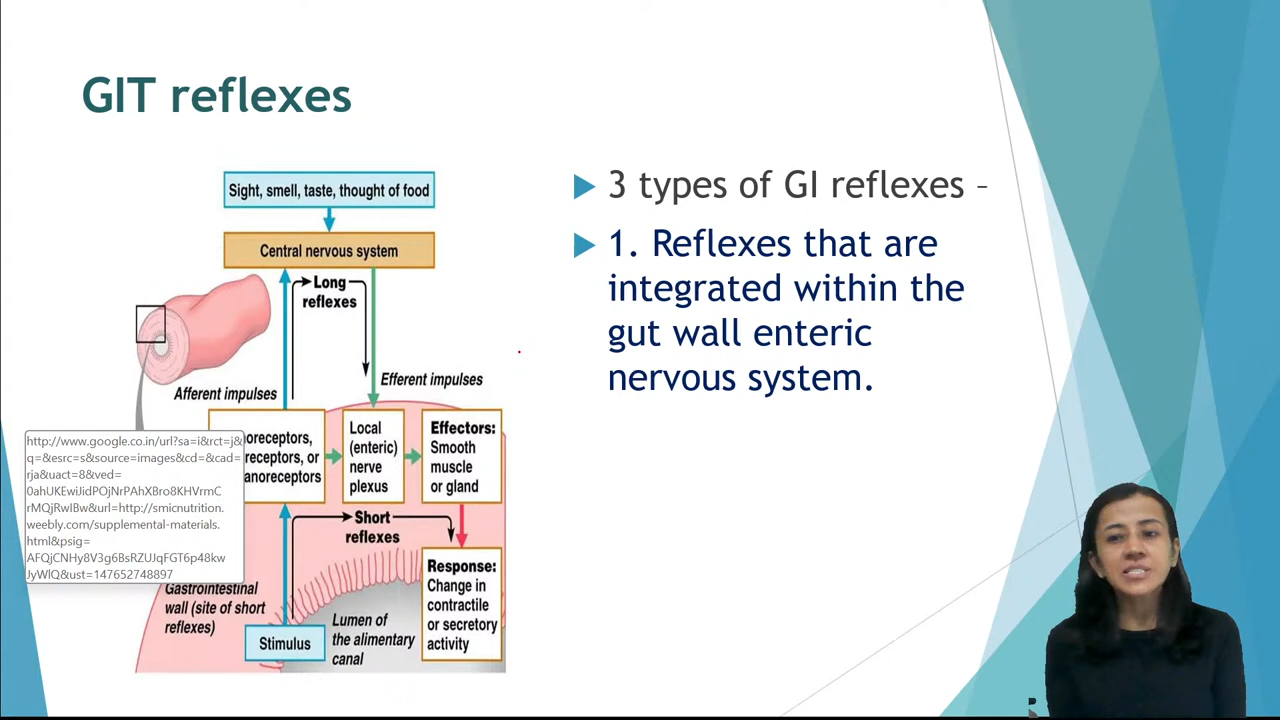 GIT reflexes
Sight, smell, taste, thought of food
Central nervous system
Long
reflexes
Afferent impulses
Efferent impulses
oreceptors,
receptors, or
anoreceptors
Local
(enteric)
nerve
plexus
Effectors:
Smooth
muscle
or gland
Short
reflexes
Response:
Change in
contractile
or secretory
activity
Gastrointestinal
wall (site of short
reflexes)
Stimulus
Lumen of
the alimentary
canal
http://www.google.co.in/url?sa=i&rct=j&
q=&esrc=s&source=images&cd=&cad=
rja&uact=8&ved=
0ahUKEwiJidPOjNrPAhXBro8KHVrmC
rMQjRwIBw&url=http://smicnutrition.
weebly.com/supplemental-materials.
html&psig=
AFQjCNHy8V3g6BsRZUJqFGT6p48kw
JyWlQ&ust=147652748897
3 types of GI reflexes –
1. Reflexes that are
integrated within the
gut wall enteric
nervous system.